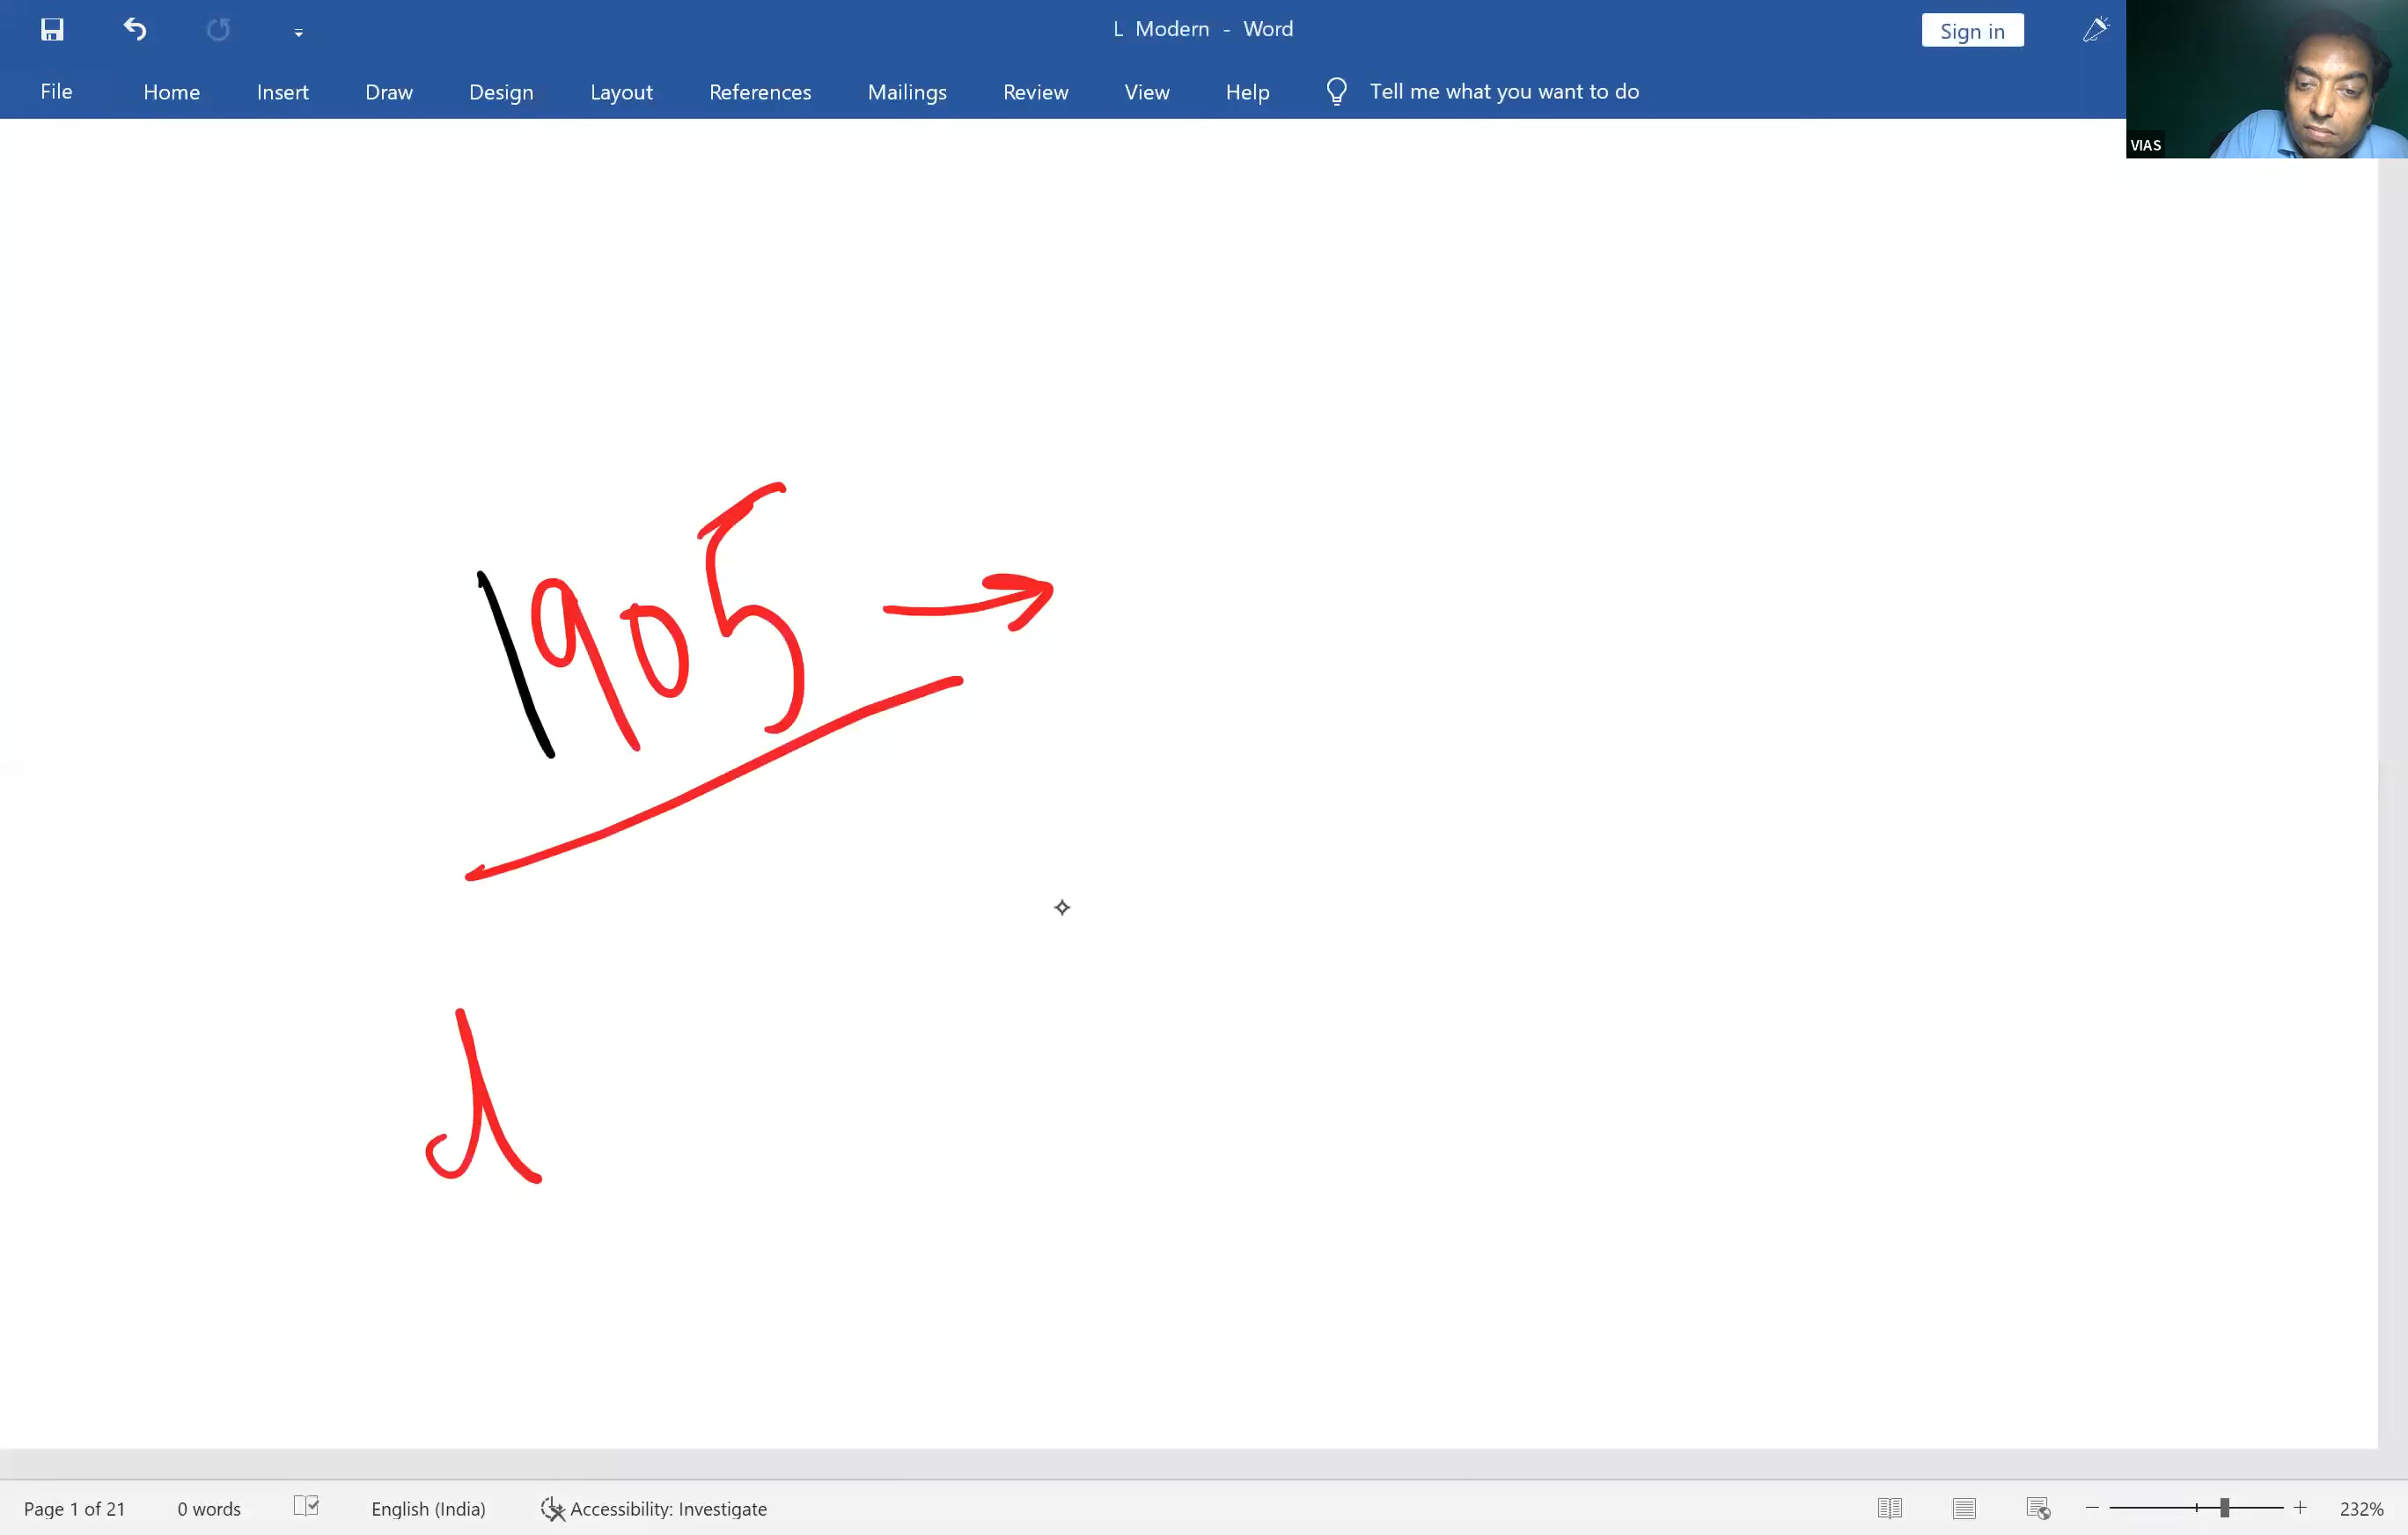 L Modern - Word
Sign in
File Home Insert Draw Design Layout References Mailings Review View Help Tell me what you want to do
VIAS
1905 →
Page 1 of 21 0 words English (India) Accessibility: Investigate 232%